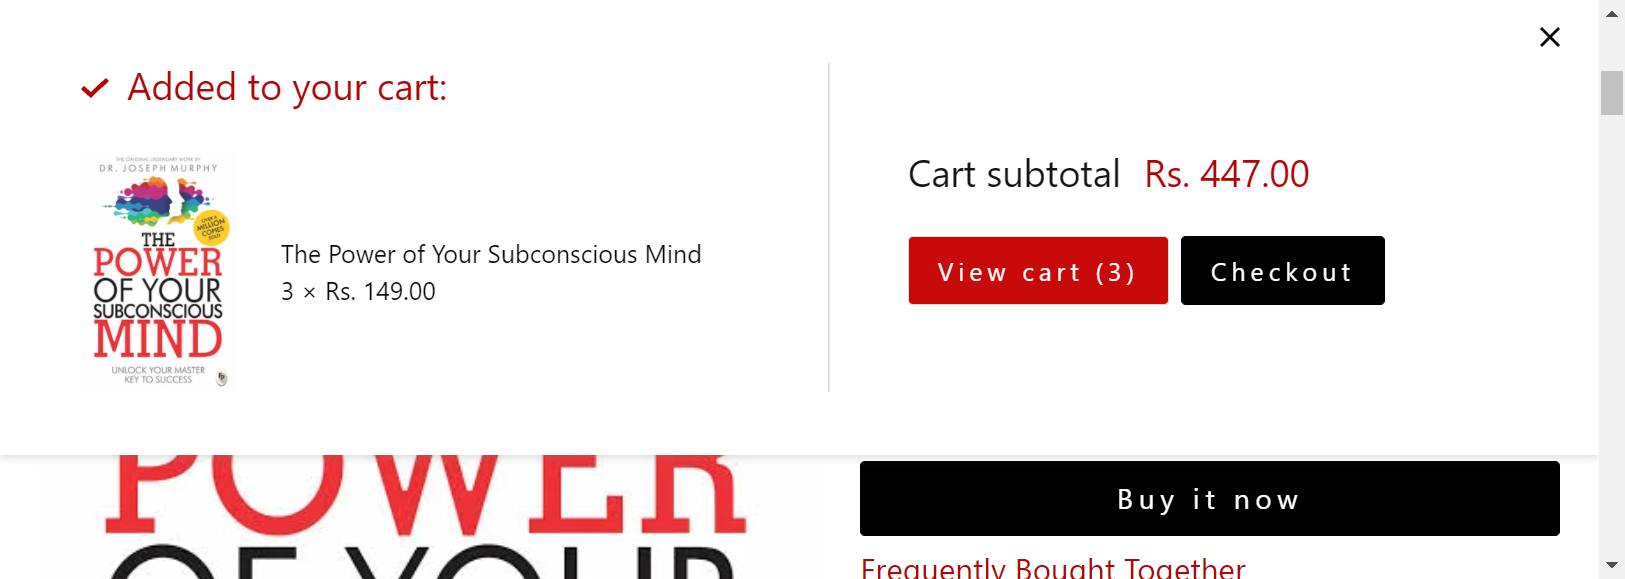 Added to your cart:
THE ORIGINAL LEGENDARY WORK BY
DR. JOSEPH MURPHY
OVER A
MILLION
COPIES
SOLD
THE
POWER
OF YOUR
SUBCONSCIOUS
MIND
UNLOCK YOUR MASTER
KEY TO SUCCESS
The Power of Your Subconscious Mind
3 × Rs. 149.00
Cart subtotal Rs. 447.00
View cart (3)
Checkout
POWER
OF YOUR
Buy it now
Frequently Bought Together